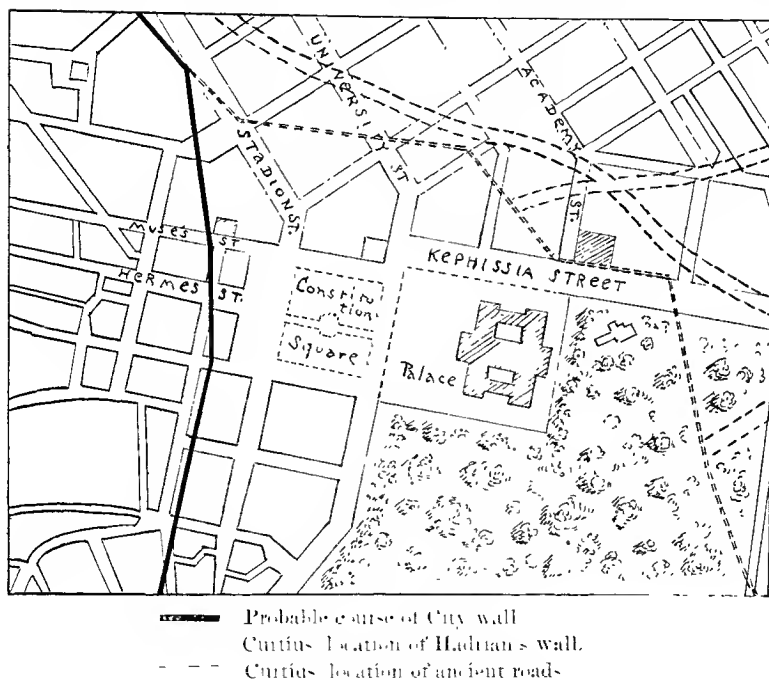 UNIVERSITY ST
ACADEMY
ST.
STADION ST.
MUSES ST
HERMES ST.
KEPHISSIA STREET
Constitution
Square
Palace
Probable course of City wall
Curtius location of Hadrian's wall
Curtius location of ancient roads